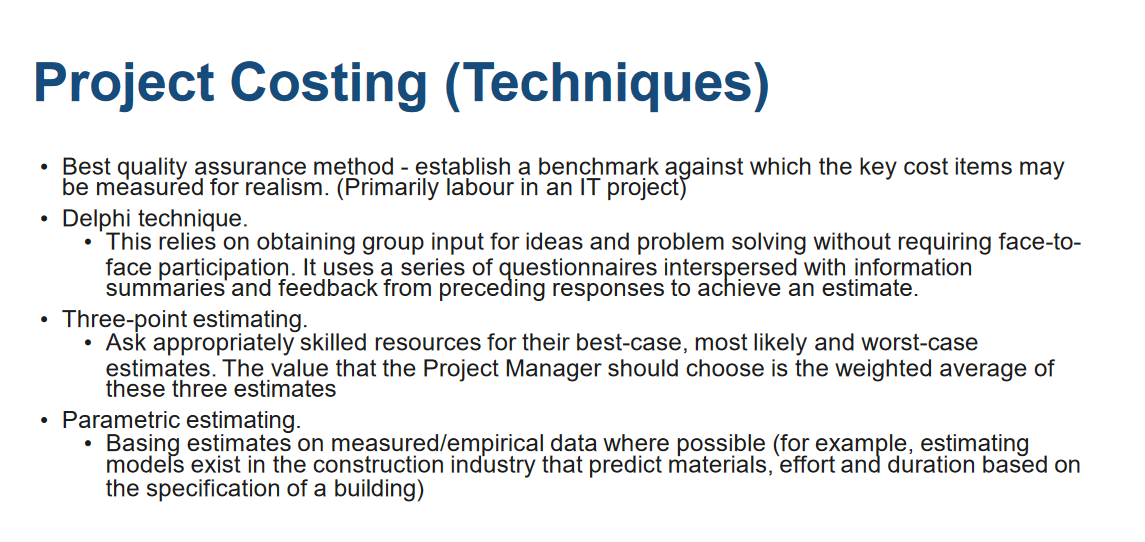 Project Costing (Techniques)
• Best quality assurance method - establish a benchmark against which the key cost items may
be measured for realism. (Primarily labour in an IT project)
• Delphi technique.
• This relies on obtaining group input for ideas and problem solving without requiring face-to-
face participation. It uses a series of questionnaires interspersed with information
summaries and feedback from preceding responses to achieve an estimate.
• Three-point estimating.
• Ask appropriately skilled resources for their best-case, most likely and worst-case
estimates. The value that the Project Manager should choose is the weighted average of
these three estimates
• Parametric estimating.
• Basing estimates on measured/empirical data where possible (for example, estimating
models exist in the construction industry that predict materials, effort and duration based on
the specification of a building)